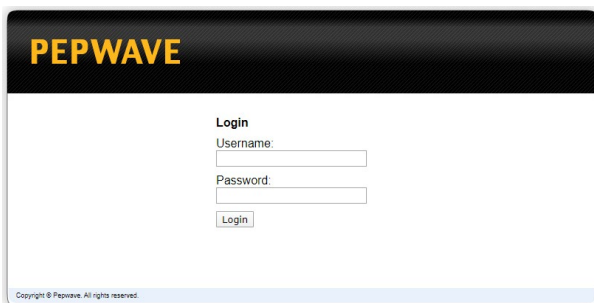 PEPWAVE
Login
Username:
Password:
Login
Copyright © Pepwave. All rights reserved.